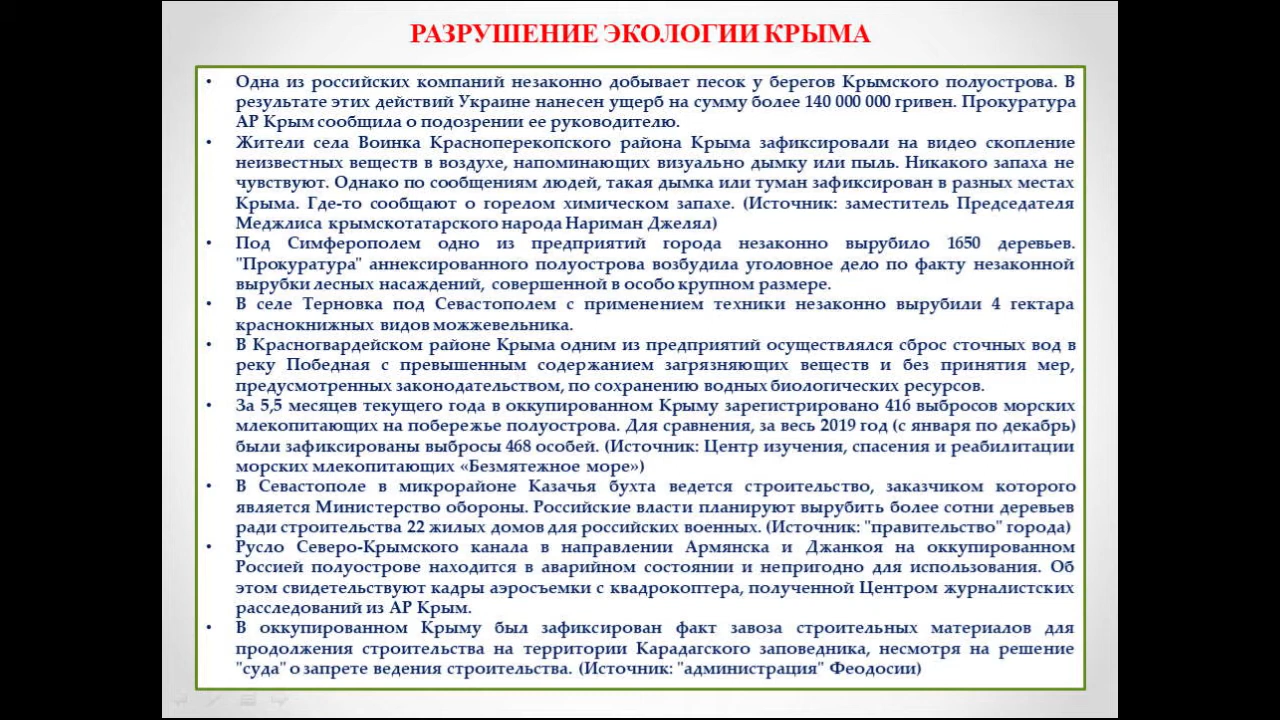 РАЗРУШЕНИЕ ЭКОЛОГИИ КРЫМА
• Одна из российских компаний незаконно добывает песок у берегов Крымского полуострова. В
результате этих действий Украине нанесен ущерб на сумму более 140 000 000 гривен. Прокуратура
АР Крым сообщила о подозрении ее руководителю.
• Жители села Воинка Красноперекопского района Крыма зафиксировали на видео скопление
неизвестных веществ в воздухе, напоминающих визуально дымку или пыль. Никакого запаха не
чувствуют. Однако по сообщениям людей, такая дымка или туман зафиксирован в разных местах
Крыма. Где-то сообщают о горелом химическом запахе. (Источник: заместитель Председателя
Меджлиса крымскотатарского народа Нариман Джелял)
• Под Симферополем одно из предприятий города незаконно вырубило 1650 деревьев.
"Прокуратура" аннексированного полуострова возбудила уголовное дело по факту незаконной
вырубки лесных насаждений, совершенной в особо крупном размере.
• В селе Терновка под Севастополем с применением техники незаконно вырубили 4 гектара
краснокнижных видов можжевельника.
• В Красногвардейском районе Крыма одним из предприятий осуществлялся сброс сточных вод в
реку Победная с превышенным содержанием загрязняющих веществ и без принятия мер,
предусмотренных законодательством, по сохранению водных биологических ресурсов.
• За 5,5 месяцев текущего года в оккупированном Крыму зарегистрировано 416 выбросов морских
млекопитающих на побережье полуострова. Для сравнения, за весь 2019 год (с января по декабрь)
были зафиксированы выбросы 468 особей. (Источник: Центр изучения, спасения и реабилитации
морских млекопитающих «Безмятежное море»)
• В Севастополе в микрорайоне Казачья бухта ведется строительство, заказчиком которого
является Министерство обороны. Российские власти планируют вырубить более сотни деревьев
ради строительства 22 жилых домов для российских военных. (Источник: "правительство" города)
• Русло Северо-Крымского канала в направлении Армянска и Джанкоя на оккупированном
Россией полуострове находится в аварийном состоянии и непригодно для использования. Об
этом свидетельствуют кадры аэросъемки с квадрокоптера, полученной Центром журналистских
расследований из АР Крым.
• В оккупированном Крыму был зафиксирован факт завоза строительных материалов для
продолжения строительства на территории Карадагского заповедника, несмотря на решение
"суда" о запрете ведения строительства. (Источник: "администрация" Феодосии)